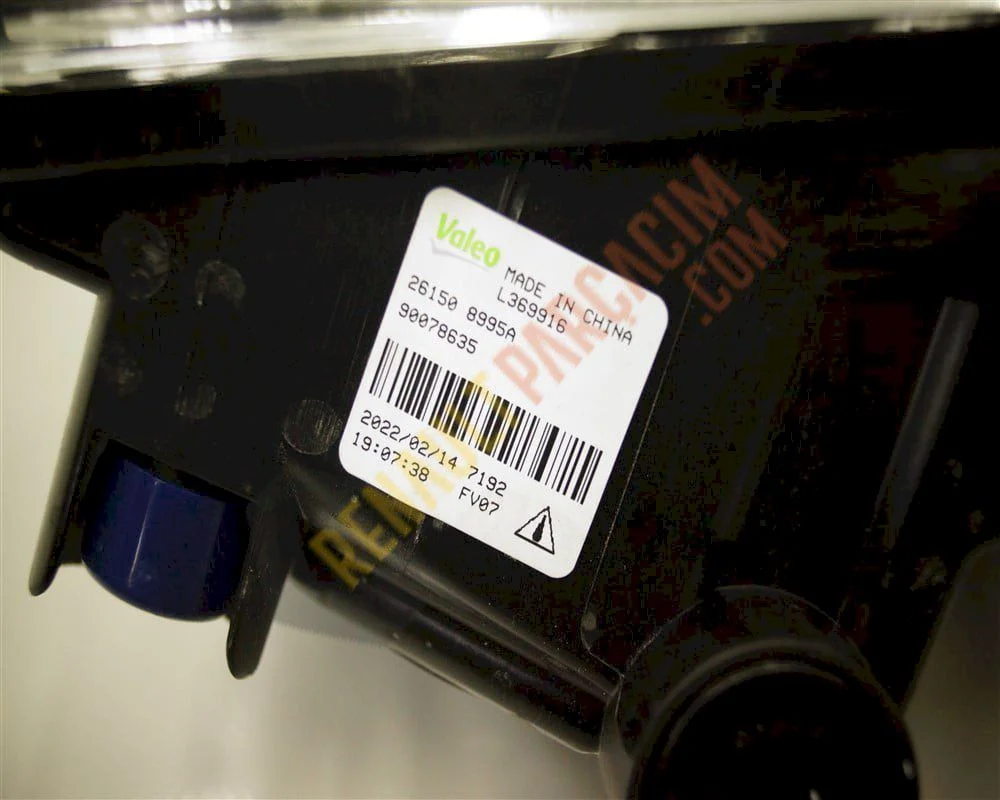 Valeo
MADE IN CHINA
L369916
26150 8995A
90078635
2022/02/14 7192
19:07:38 FV07
RENAULT PARÇACIM
.COM